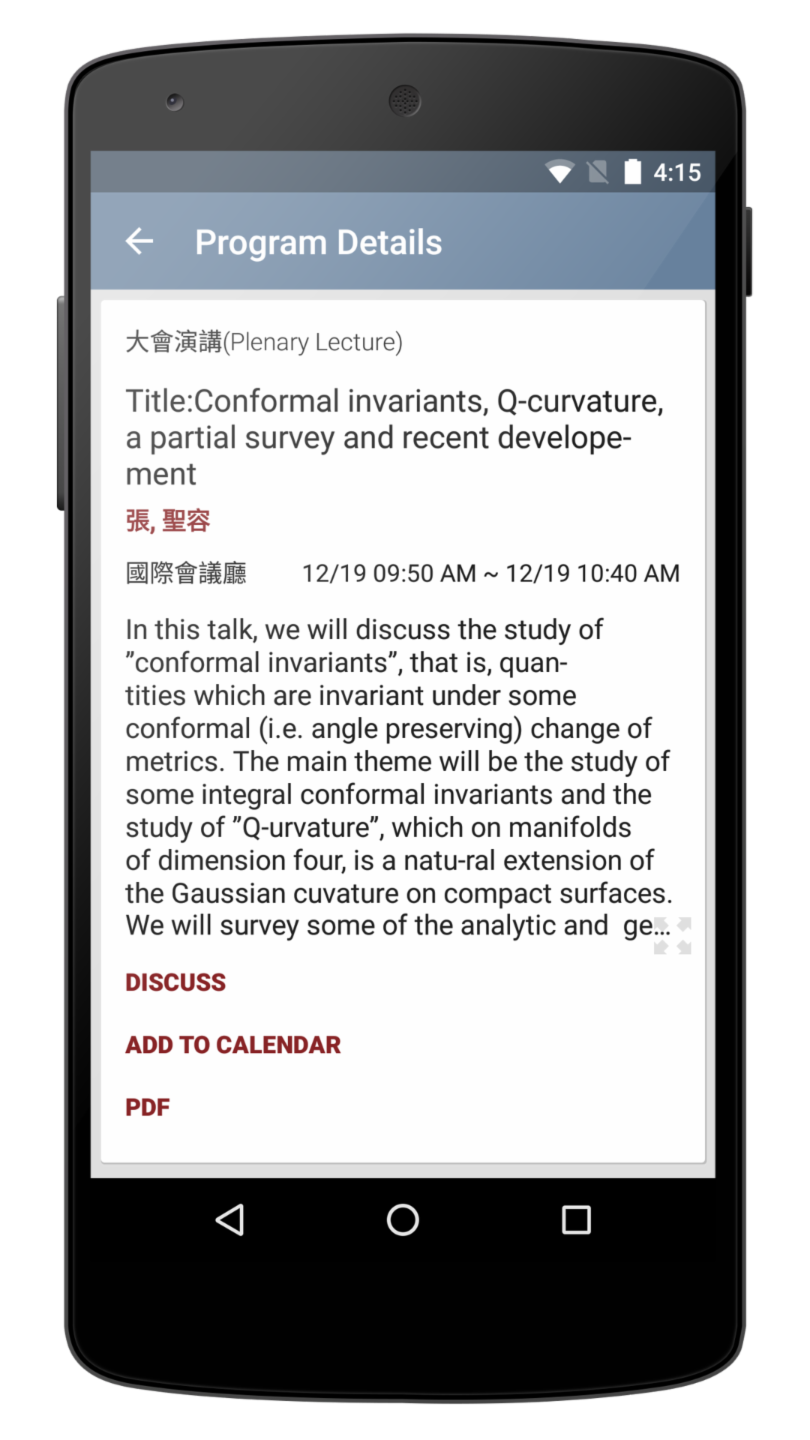 4:15
Program Details
大會演講(Plenary Lecture)
Title:Conformal invariants, Q-curvature,
a partial survey and recent develope-
ment
張, 聖容
國際會議廳 12/19 09:50 AM ~ 12/19 10:40 AM
In this talk, we will discuss the study of
”conformal invariants”, that is, quan-
tities which are invariant under some
conformal (i.e. angle preserving) change of
metrics. The main theme will be the study of
some integral conformal invariants and the
study of ”Q-urvature”, which on manifolds
of dimension four, is a natu-ral extension of
the Gaussian cuvature on compact surfaces.
We will survey some of the analytic and  ge…
DISCUSS
ADD TO CALENDAR
PDF